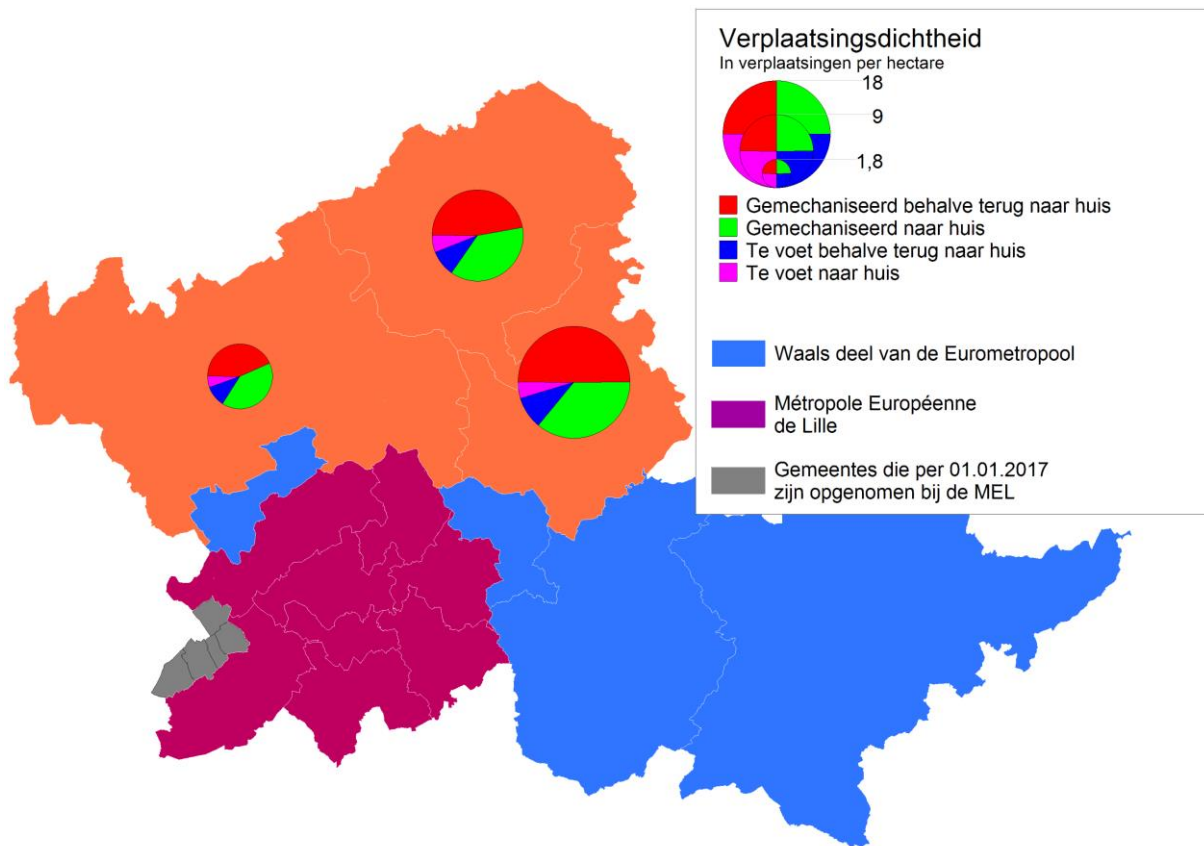 Verplaatsingsdichtheid
In verplaatsingen per hectare
18
9
1,8
Gemechaniseerd behalve terug naar huis
Gemechaniseerd naar huis
Te voet behalve terug naar huis
Te voet naar huis
Waals deel van de Eurometropool
Métropole Européenne
de Lille
Gemeentes die per 01.01.2017
zijn opgenomen bij de MEL